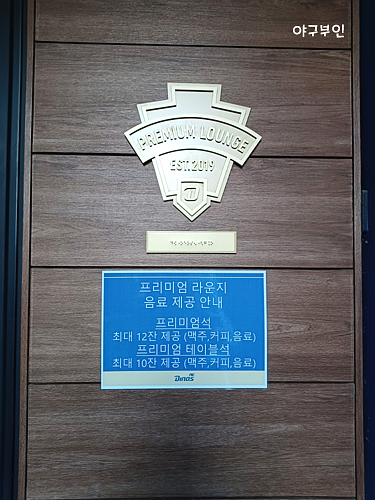 야구부인
PREMIUM LOUNGE
EST.2019
프리미엄 라운지
음료 제공 안내
프리미엄석
최대 12잔 제공 (맥주,커피,음료)
프리미엄 테이블석
최대 10잔 제공 (맥주,커피,음료)
NC
DINOS